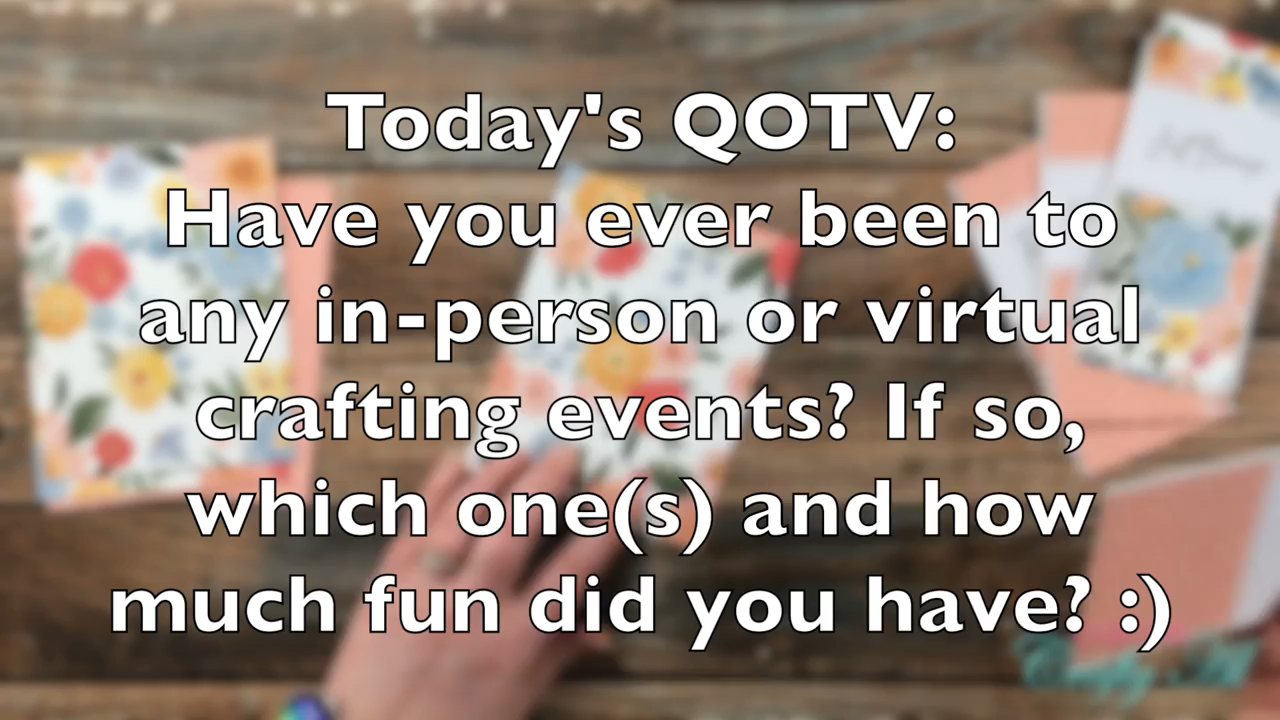 Today's QOTV:
Have you ever been to
any in-person or virtual
crafting events? If so,
which one(s) and how
much fun did you have? :)